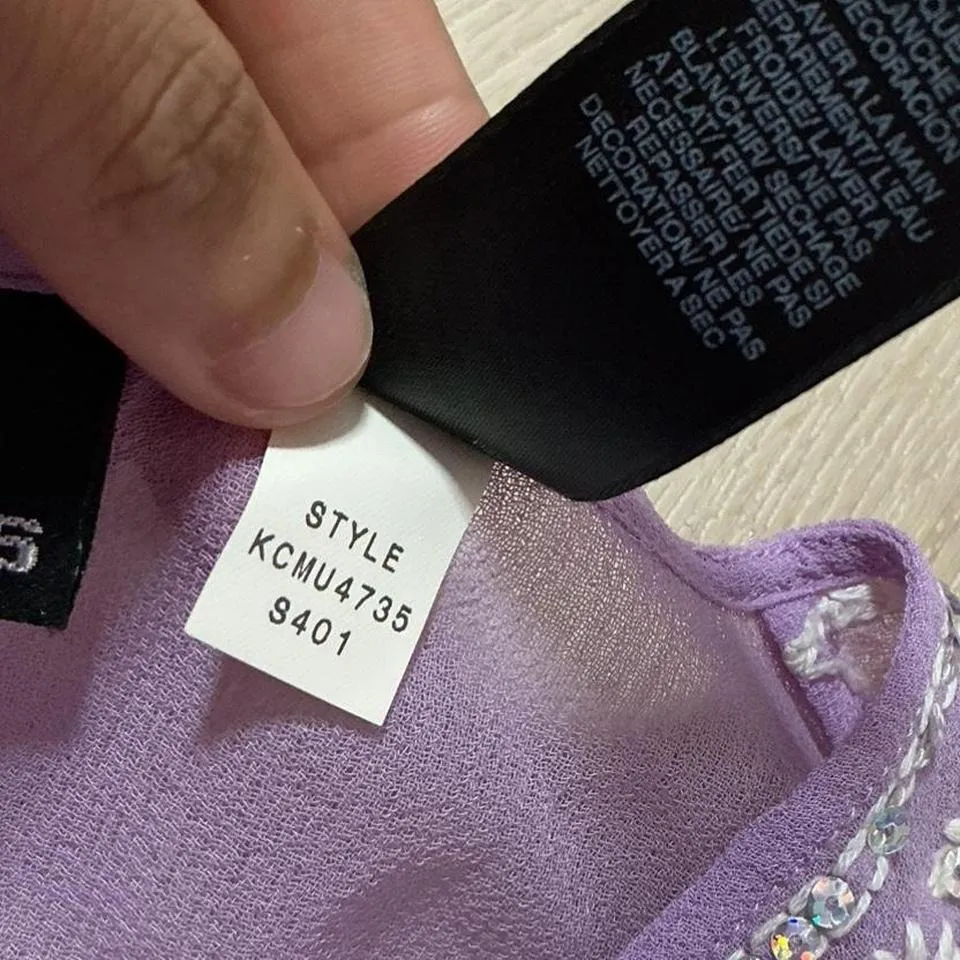 STYLE
KCMU4735
S401
BLANCHE
DECORACION
LAVER A LA MAIN
SEPAREMENT/ L'EAU
FROIDE/ LAVER A
L'ENVERS/ NE PAS
BLANCHIR/ SECHAGE
A PLAT/ FER TIEDE SI
NECESSAIRE/ NE PAS
REPASSER LES
DECORATION/ NE PAS
NETTOYER A SEC